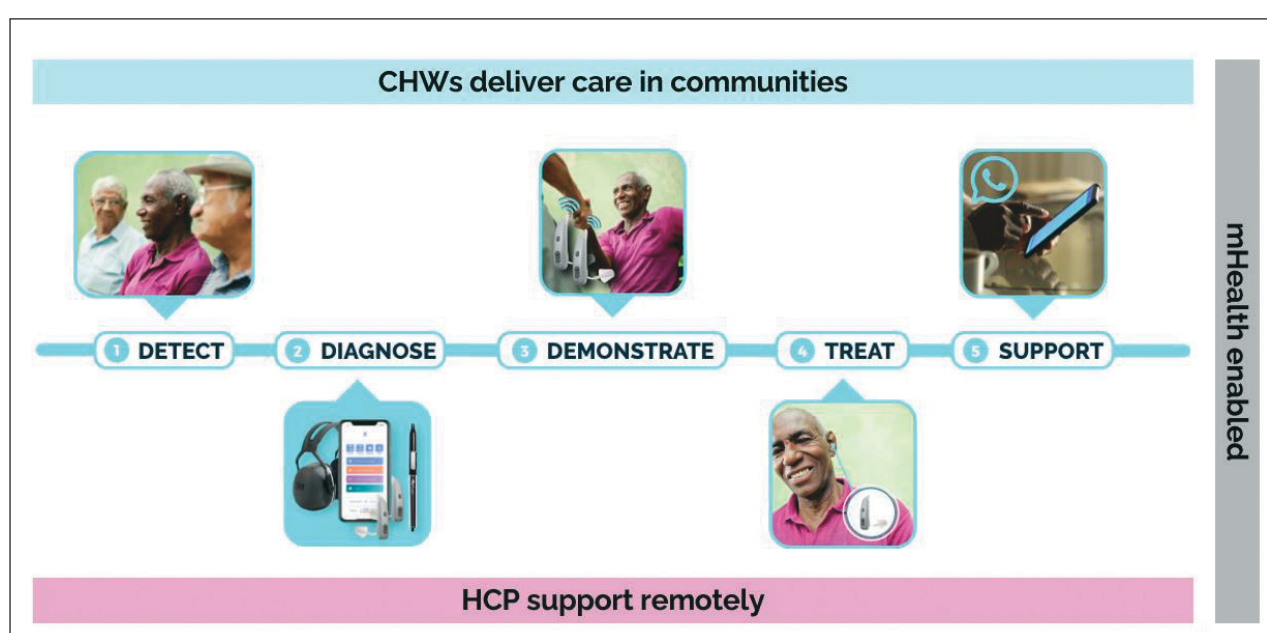 CHWs deliver care in communities
1 DETECT
2 DIAGNOSE
3 DEMONSTRATE
4 TREAT
5 SUPPORT
HCP support remotely
mHealth enabled